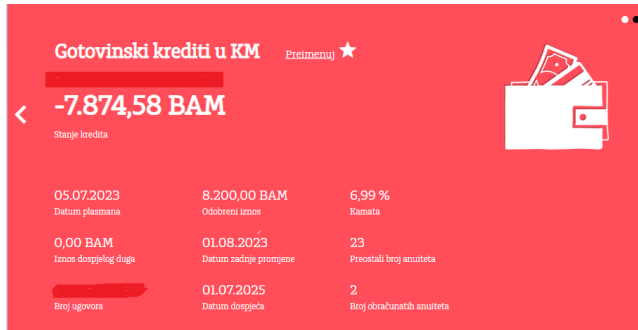 Gotovinski krediti u KM Preimenuj
-7.874,58 BAM
Stanje kredita
05.07.2023 8.200,00 BAM 6,99 %
Datum plasmana Odobreni iznos Kamata
0,00 BAM 01.08.2023 23
Iznos dospjelog duga Datum zadnje promjene Preostali broj anuiteta
01.07.2025 2
Broj ugovora Datum dospjeća Broj obračunatih anuiteta